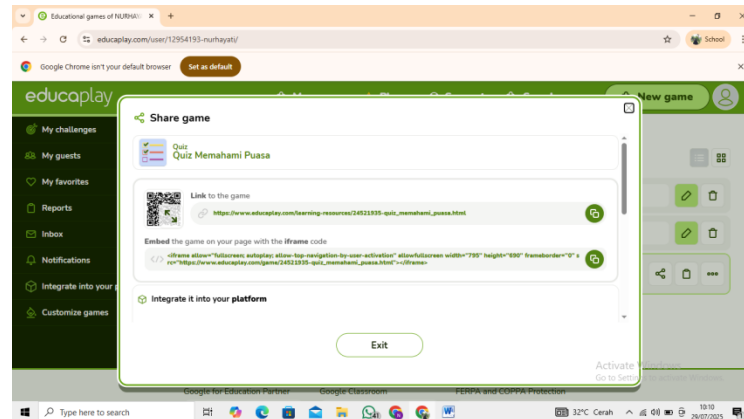 Educational games of NURHAY
educaplay.com/user/12954193-nurhayati/
School
Google Chrome isn't your default browser
Set as default
educaplay
New game
My challenges
My guests
My favorites
Reports
Inbox
Notifications
Integrate into your p
Customize games
Share game
Quiz
Quiz Memahami Puasa
Link to the game
https://www.educaplay.com/learning-resources/24521935-quiz_memahami_puasa.html
Embed the game on your page with the iframe code
<iframe allow="fullscreen; autoplay; allow-top-navigation-by-user-activation" allowfullscreen width="795" height="690" frameborder="0" s
rc="https://www.educaplay.com/game/24521935-quiz_memahami_puasa.html"></iframe>
Integrate it into your platform
Exit
Activate Windows
Go to Settings to activate Windows.
Google for Education Partner
Google Classroom
FERPA and COPPA Protection
Type here to search
32°C Cerah
10:10
29/07/2025